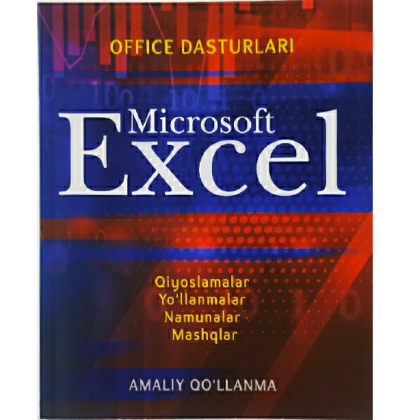 OFFICE DASTURLARI
Microsoft
Excel
Qiyoslamalar
Yo'llanmalar
Namunalar
Mashqlar
AMALIY QO'LLANMA